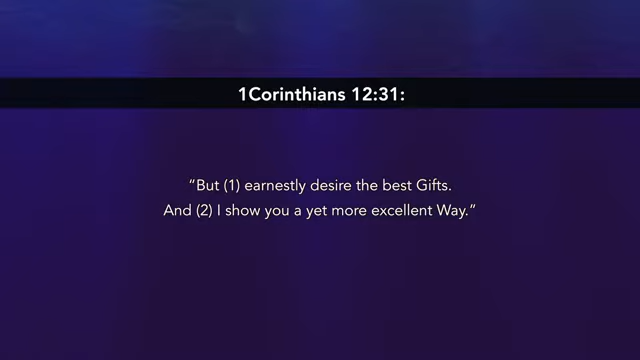 1Corinthians 12:31:
“But (1) earnestly desire the best Gifts.
And (2) I show you a yet more excellent Way.”